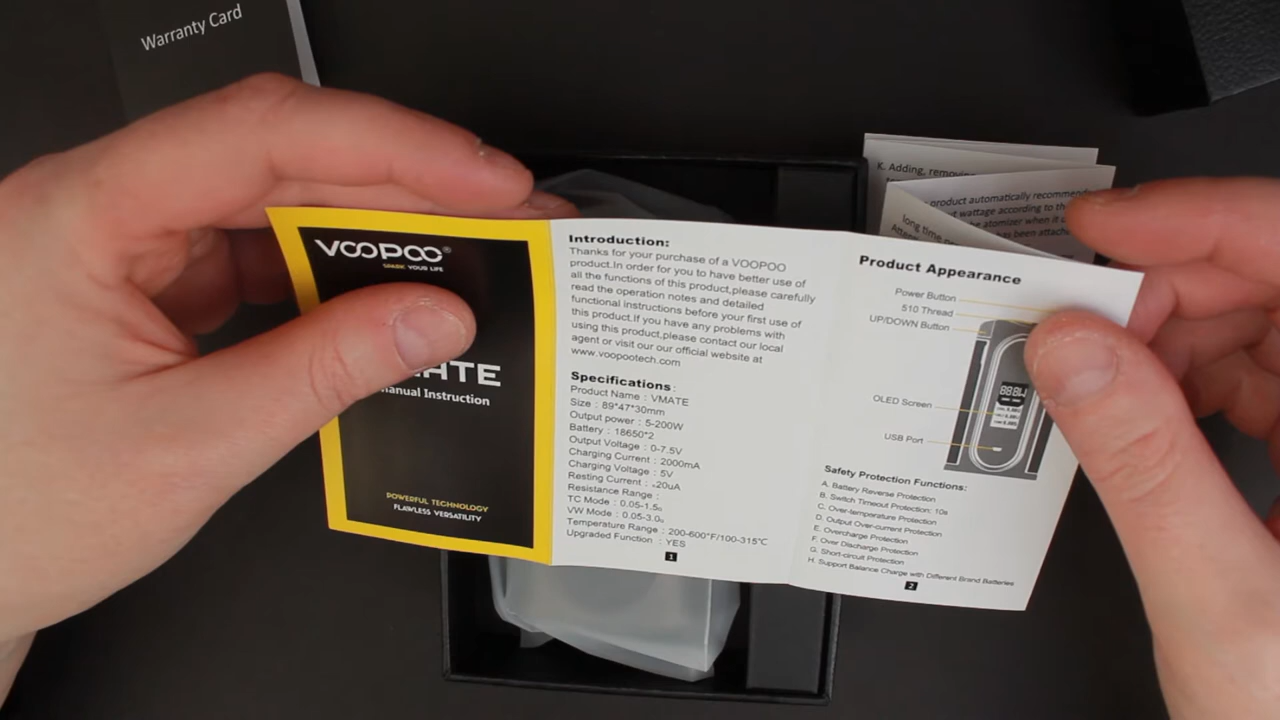 Warranty Card
VOOPOO®
SPARK YOUR LIFE
Manual Instruction
POWERFUL TECHNOLOGY
FLAWLESS VERSATILITY
Introduction:
Thanks for your purchase of a VOOPOO
product.In order for you to have better use of
all the functions of this product,please carefully
read the operation notes and detailed
functional instructions before your first use of
this product.If you have any problems with
using this product,please contact our local
agent or visit our our official website at
www.voopootech.com
Specifications:
Product Name : VMATE
Size : 89*47*30mm
Output power : 5-200W
Battery : 18650*2
Output Voltage : 0-7.5V
Charging Current : 2000mA
Charging Voltage : 5V
Resting Current : <20uA
Resistance Range :
TC Mode : 0.05-1.5Ω
VW Mode : 0.05-3.0Ω
Temperature Range : 200-600°F/100-315℃
Upgraded Function : YES
1
Product Appearance
Power Button
510 Thread
UP/DOWN Button
OLED Screen
USB Port
88.8W
Safety Protection Functions:
A. Battery Reverse Protection
B. Switch Timeout Protection: 10s
C. Over-temperature Protection
D. Output Over-current Protection
E. Overcharge Protection
F. Over Discharge Protection
G. Short-circuit Protection
H. Support Balance Charge with Different Brand Batteries
2
K. Adding,
product automatically
wattage according to
atomizer when it
has been
long time